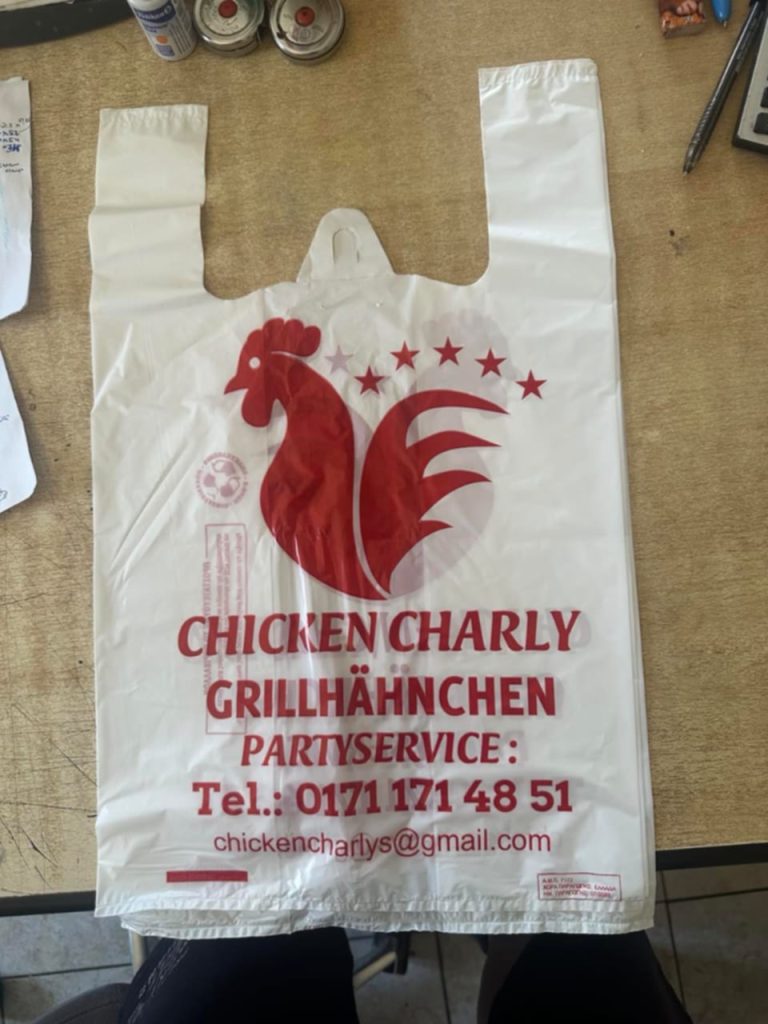 CHICKEN CHARLY
GRILLHÄHNCHEN
PARTYSERVICE:
Tel.: 0171 171 48 51
chickencharlys@gmail.com